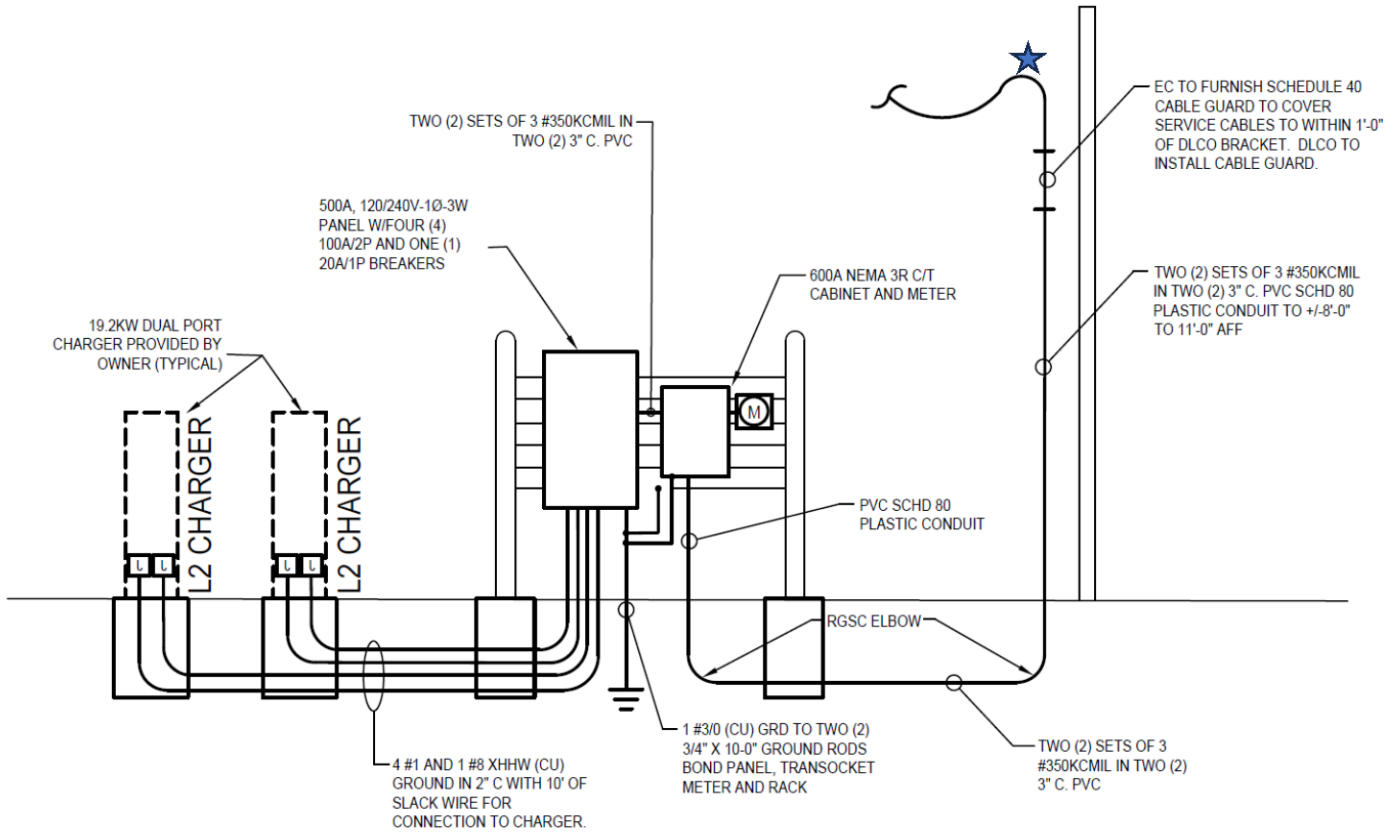 EC TO FURNISH SCHEDULE 40
CABLE GUARD TO COVER
SERVICE CABLES TO WITHIN 1'-0"
OF DLCO BRACKET. DLCO TO
INSTALL CABLE GUARD.
TWO (2) SETS OF 3 #350KCMIL IN
TWO (2) 3" C. PVC
500A, 120/240V-1Ø-3W
PANEL W/FOUR (4)
100A/2P AND ONE (1)
20A/1P BREAKERS
600A NEMA 3R C/T
CABINET AND METER
TWO (2) SETS OF 3 #350KCMIL
IN TWO (2) 3" C. PVC SCHD 80
PLASTIC CONDUIT TO +/-8'-0"
TO 11'-0" AFF
19.2KW DUAL PORT
CHARGER PROVIDED BY
OWNER (TYPICAL)
L2 CHARGER
L2 CHARGER
M
PVC SCHD 80
PLASTIC CONDUIT
J J
J J
RGSC ELBOW
4 #1 AND 1 #8 XHHW (CU)
GROUND IN 2" C WITH 10' OF
SLACK WIRE FOR
CONNECTION TO CHARGER.
1 #3/0 (CU) GRD TO TWO (2)
3/4" X 10-0" GROUND RODS
BOND PANEL, TRANSOCKET
METER AND RACK
TWO (2) SETS OF 3
#350KCMIL IN TWO (2)
3" C. PVC